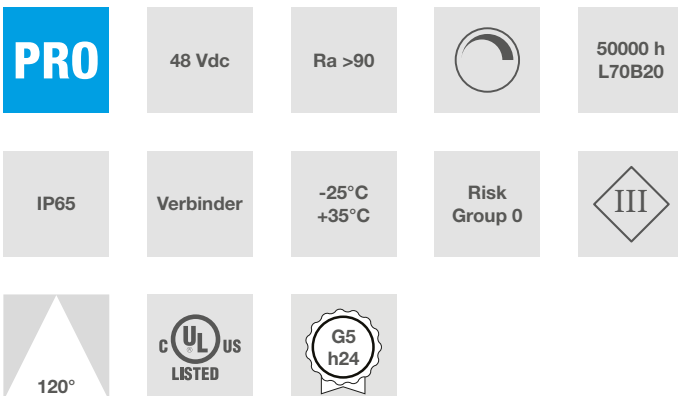 PRO
48 Vdc
Ra >90
50000 h
L70B20
IP65
Verbinder
-25°C
+35°C
Risk
Group 0
III
120°
C UL® US
LISTED
G5
h24